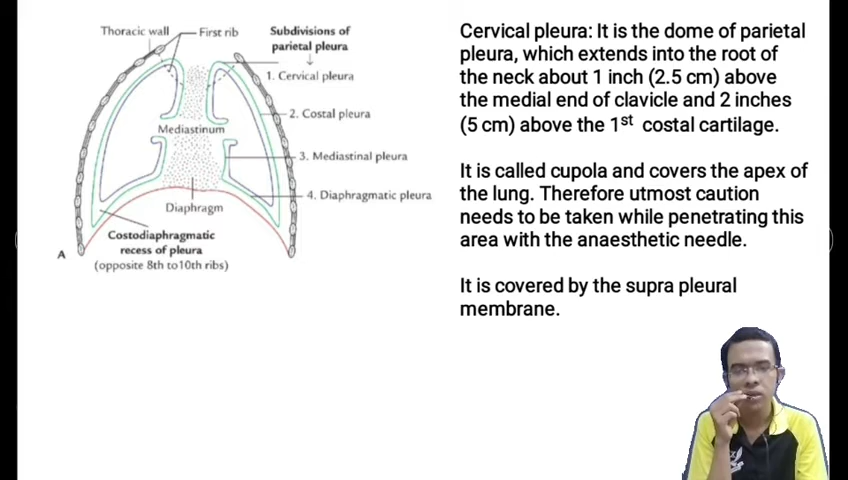 Thoracic wall
First rib
Subdivisions of
parietal pleura
1. Cervical pleura
2. Costal pleura
Mediastinum
3. Mediastinal pleura
4. Diaphragmatic pleura
Diaphragm
Costodiaphragmatic
recess of pleura
(opposite 8th to10th ribs)
A
Cervical pleura: It is the dome of parietal
pleura, which extends into the root of
the neck about 1 inch (2.5 cm) above
the medial end of clavicle and 2 inches
(5 cm) above the 1st costal cartilage.
It is called cupola and covers the apex of
the lung. Therefore utmost caution
needs to be taken while penetrating this
area with the anaesthetic needle.
It is covered by the supra pleural
membrane.